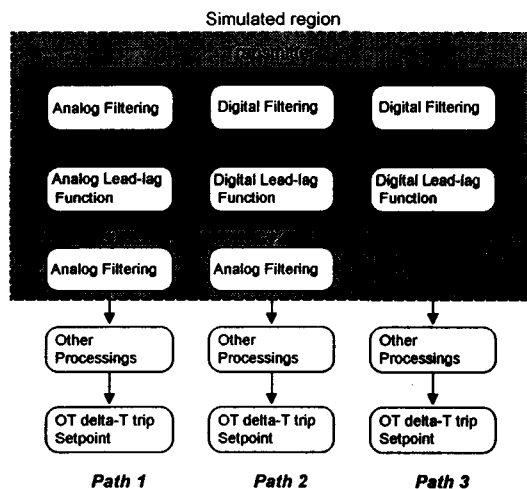 Simulated region
Analog Filtering
Digital Filtering
Digital Filtering
Analog Lead-lag
Function
Digital Lead-lag
Function
Digital Lead-lag
Function
Analog Filtering
Analog Filtering
Other
Processings
Other
Processings
Other
Processings
OT delta-T trip
Setpoint
OT delta-T trip
Setpoint
OT delta-T trip
Setpoint
Path 1
Path 2
Path 3